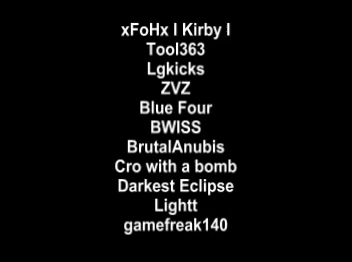 xFoHx l Kirby l
Tool363
Lgkicks
ZVZ
Blue Four
BWISS
BrutalAnubis
Cro with a bomb
Darkest Eclipse
Lightt
gamefreak140